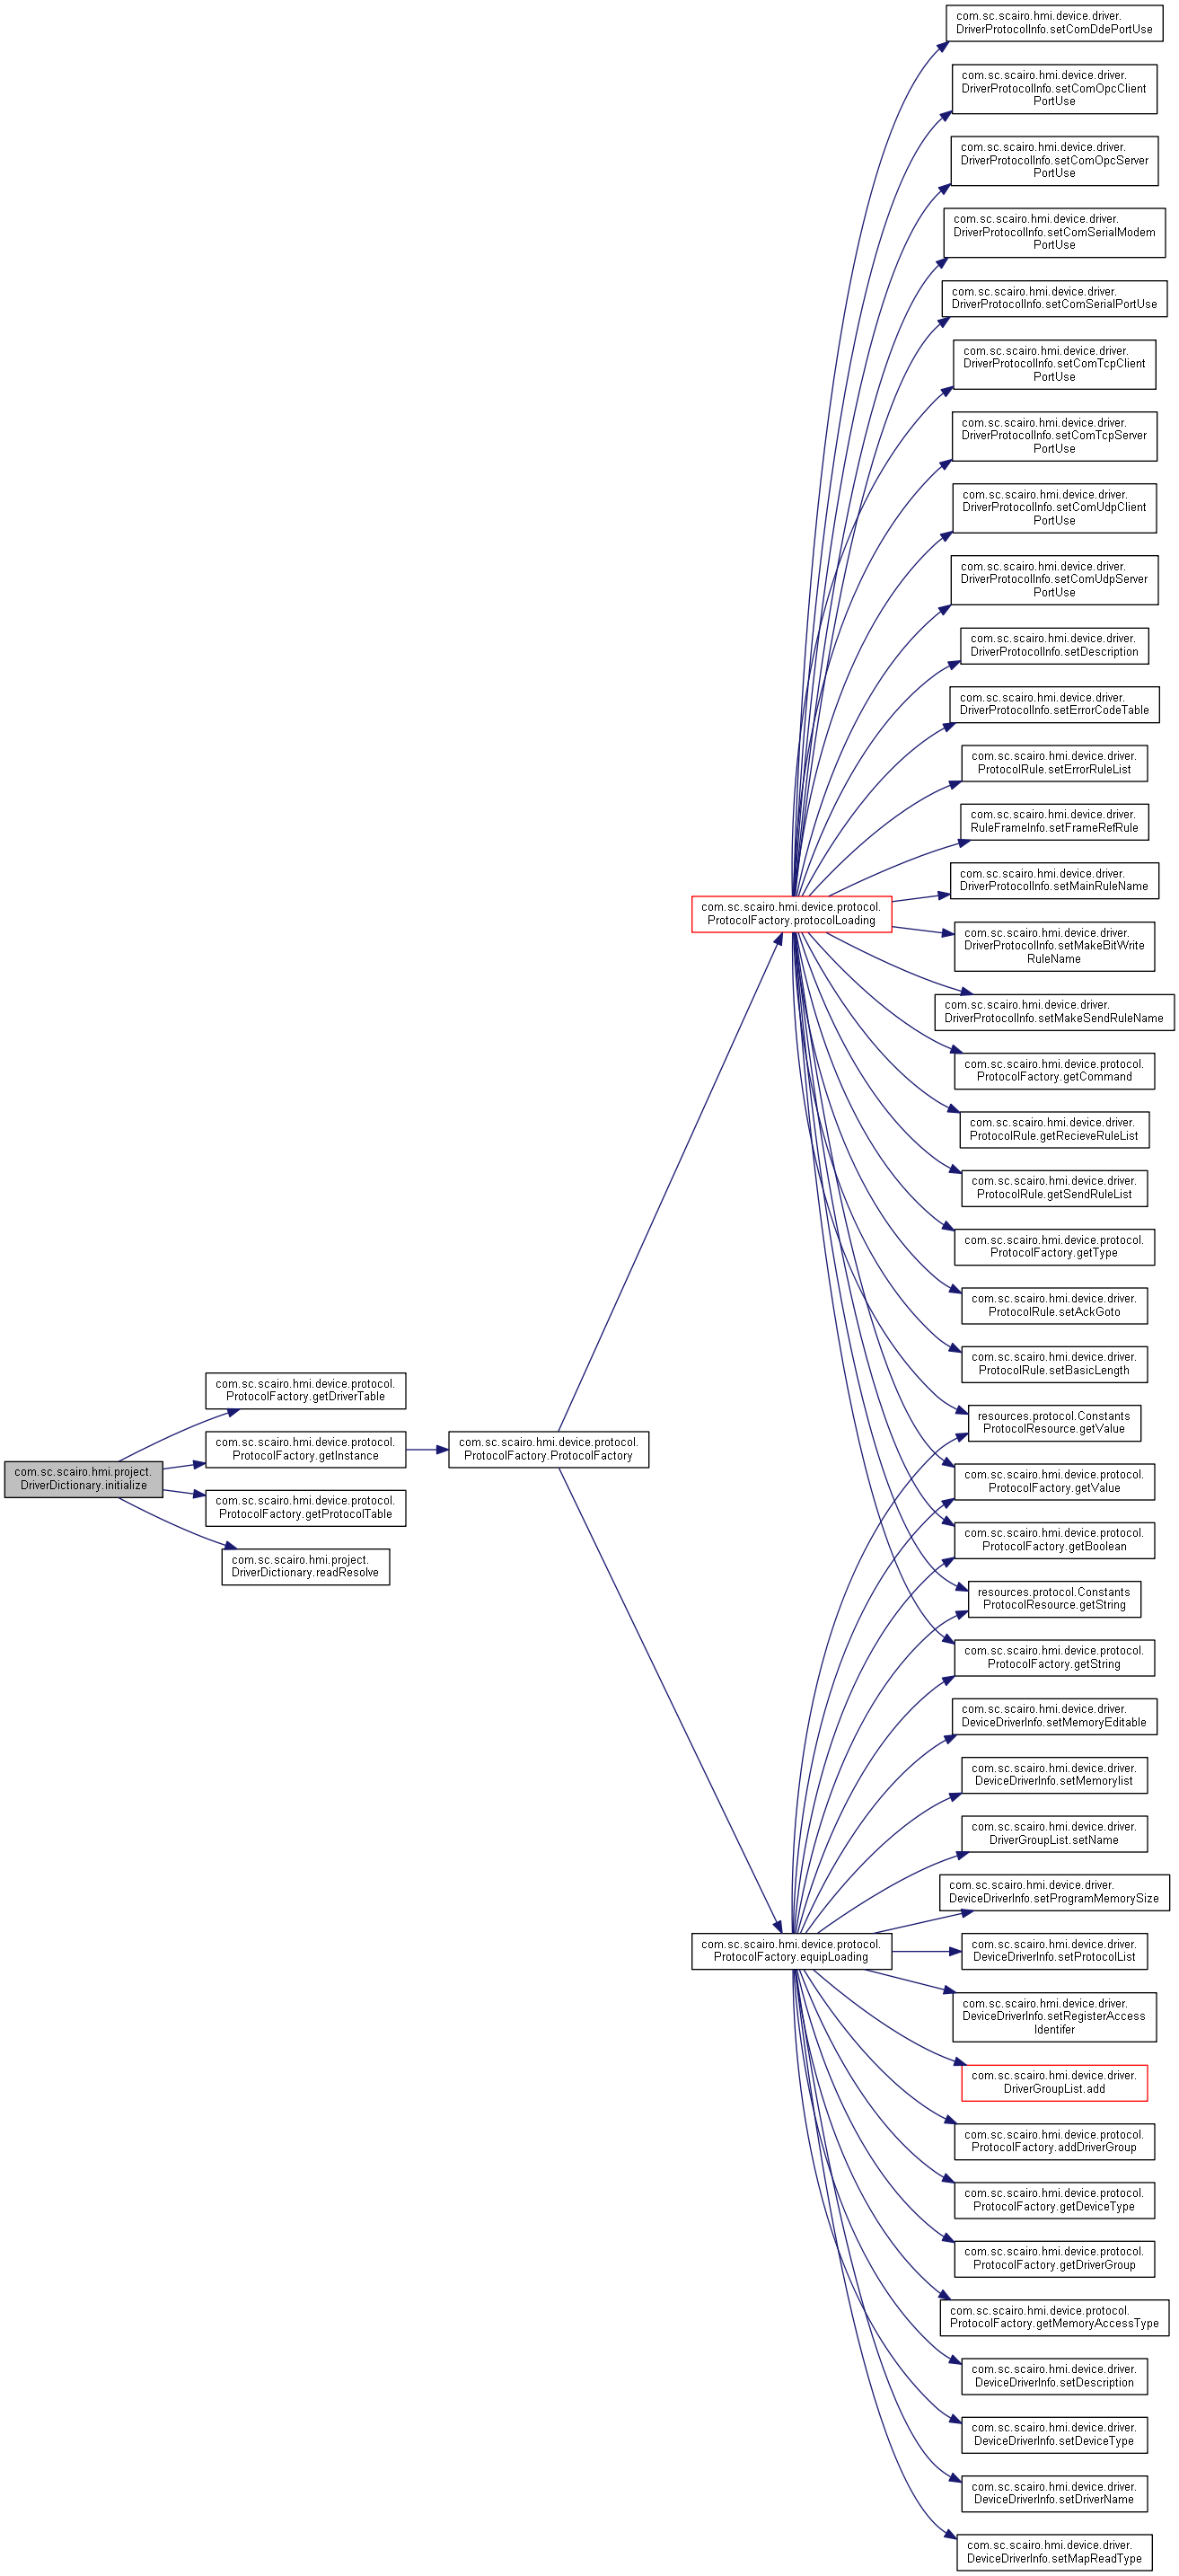 com.sc.scairo.hmi.project.
DriverDictionary.initialize
com.sc.scairo.hmi.device.protocol.
ProtocolFactory.getDriverTable
com.sc.scairo.hmi.device.protocol.
ProtocolFactory.getInstance
com.sc.scairo.hmi.device.protocol.
ProtocolFactory.getProtocolTable
com.sc.scairo.hmi.project.
DriverDictionary.readResolve
com.sc.scairo.hmi.device.protocol.
ProtocolFactory.ProtocolFactory
com.sc.scairo.hmi.device.protocol.
ProtocolFactory.protocolLoading
com.sc.scairo.hmi.device.protocol.
ProtocolFactory.equipLoading
com.sc.scairo.hmi.device.driver.
DriverProtocolInfo.setComDdePortUse
com.sc.scairo.hmi.device.driver.
DriverProtocolInfo.setComOpcClient
PortUse
com.sc.scairo.hmi.device.driver.
DriverProtocolInfo.setComOpcServer
PortUse
com.sc.scairo.hmi.device.driver.
DriverProtocolInfo.setComSerialModem
PortUse
com.sc.scairo.hmi.device.driver.
DriverProtocolInfo.setComSerialPortUse
com.sc.scairo.hmi.device.driver.
DriverProtocolInfo.setComTcpClient
PortUse
com.sc.scairo.hmi.device.driver.
DriverProtocolInfo.setComTcpServer
PortUse
com.sc.scairo.hmi.device.driver.
DriverProtocolInfo.setComUdpClient
PortUse
com.sc.scairo.hmi.device.driver.
DriverProtocolInfo.setComUdpServer
PortUse
com.sc.scairo.hmi.device.driver.
DriverProtocolInfo.setDescription
com.sc.scairo.hmi.device.driver.
DriverProtocolInfo.setErrorCodeTable
com.sc.scairo.hmi.device.driver.
ProtocolRule.setErrorRuleList
com.sc.scairo.hmi.device.driver.
RuleFrameInfo.setFrameRefRule
com.sc.scairo.hmi.device.driver.
DriverProtocolInfo.setMainRuleName
com.sc.scairo.hmi.device.driver.
DriverProtocolInfo.setMakeBitWrite
RuleName
com.sc.scairo.hmi.device.driver.
DriverProtocolInfo.setMakeSendRuleName
com.sc.scairo.hmi.device.protocol.
ProtocolFactory.getCommand
com.sc.scairo.hmi.device.driver.
ProtocolRule.getRecieveRuleList
com.sc.scairo.hmi.device.driver.
ProtocolRule.getSendRuleList
com.sc.scairo.hmi.device.protocol.
ProtocolFactory.getType
com.sc.scairo.hmi.device.driver.
ProtocolRule.setAckGoto
com.sc.scairo.hmi.device.driver.
ProtocolRule.setBasicLength
resources.protocol.Constants
ProtocolResource.getValue
com.sc.scairo.hmi.device.protocol.
ProtocolFactory.getValue
com.sc.scairo.hmi.device.protocol.
ProtocolFactory.getBoolean
resources.protocol.Constants
ProtocolResource.getString
com.sc.scairo.hmi.device.protocol.
ProtocolFactory.getString
com.sc.scairo.hmi.device.driver.
DeviceDriverInfo.setMemoryEditable
com.sc.scairo.hmi.device.driver.
DeviceDriverInfo.setMemorylist
com.sc.scairo.hmi.device.driver.
DriverGroupList.setName
com.sc.scairo.hmi.device.driver.
DeviceDriverInfo.setProgramMemorySize
com.sc.scairo.hmi.device.driver.
DeviceDriverInfo.setProtocolList
com.sc.scairo.hmi.device.driver.
DeviceDriverInfo.setRegisterAccess
Identifer
com.sc.scairo.hmi.device.driver.
DriverGroupList.add
com.sc.scairo.hmi.device.protocol.
ProtocolFactory.addDriverGroup
com.sc.scairo.hmi.device.protocol.
ProtocolFactory.getDeviceType
com.sc.scairo.hmi.device.protocol.
ProtocolFactory.getDriverGroup
com.sc.scairo.hmi.device.protocol.
ProtocolFactory.getMemoryAccessType
com.sc.scairo.hmi.device.driver.
DeviceDriverInfo.setDescription
com.sc.scairo.hmi.device.driver.
DeviceDriverInfo.setDeviceType
com.sc.scairo.hmi.device.driver.
DeviceDriverInfo.setDriverName
com.sc.scairo.hmi.device.driver.
DeviceDriverInfo.setMapReadType